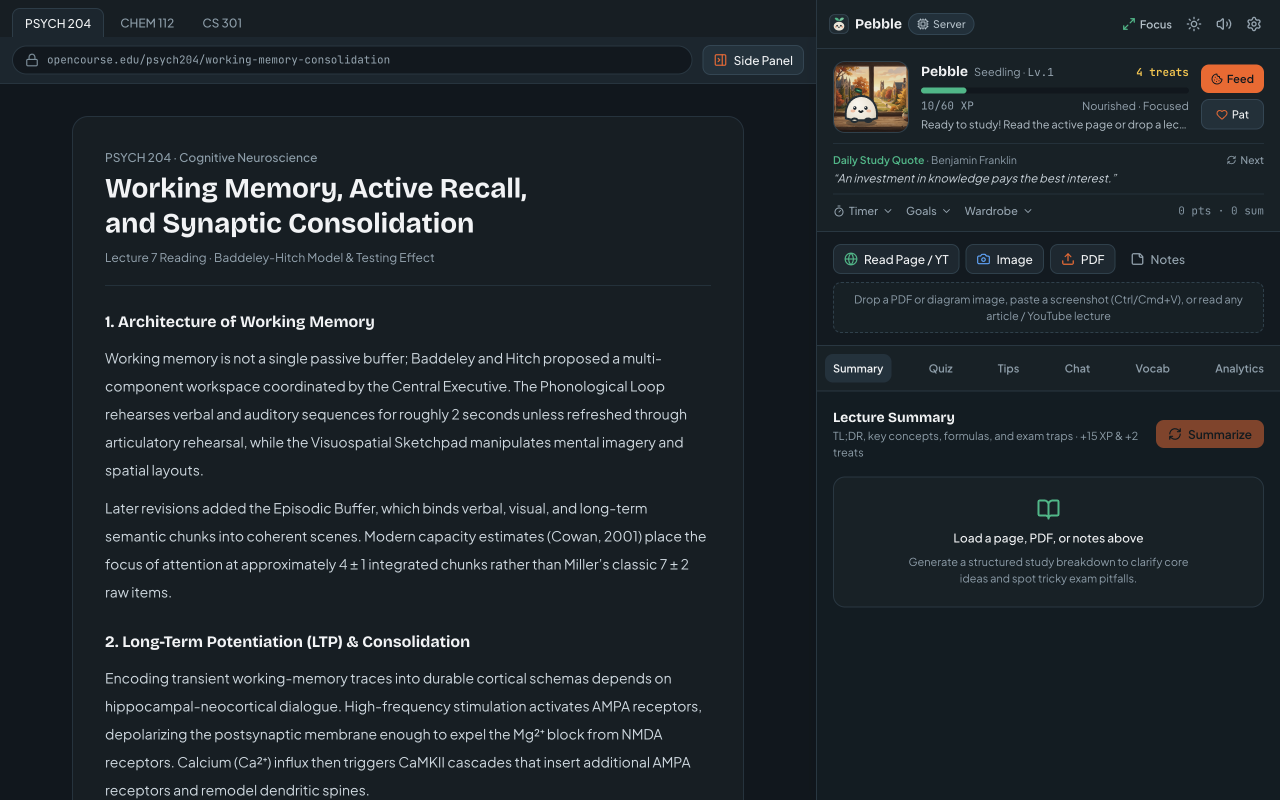 PSYCH 204
CHEM 112
CS 301
opencourse.edu/psych204/working-memory-consolidation
Side Panel
PSYCH 204 · Cognitive Neuroscience
Working Memory, Active Recall,
and Synaptic Consolidation
Lecture 7 Reading · Baddeley-Hitch Model & Testing Effect
1. Architecture of Working Memory
Working memory is not a single passive buffer; Baddeley and Hitch proposed a multi-
component workspace coordinated by the Central Executive. The Phonological Loop
rehearses verbal and auditory sequences for roughly 2 seconds unless refreshed through
articulatory rehearsal, while the Visuospatial Sketchpad manipulates mental imagery and
spatial layouts.
Later revisions added the Episodic Buffer, which binds verbal, visual, and long-term
semantic chunks into coherent scenes. Modern capacity estimates (Cowan, 2001) place the
focus of attention at approximately 4 ± 1 integrated chunks rather than Miller's classic 7 ± 2
raw items.
2. Long-Term Potentiation (LTP) & Consolidation
Encoding transient working-memory traces into durable cortical schemas depends on
hippocampal-neocortical dialogue. High-frequency stimulation activates AMPA receptors,
depolarizing the postsynaptic membrane enough to expel the Mg²⁺ block from NMDA
receptors. Calcium (Ca²⁺) influx then triggers CaMKII cascades that insert additional AMPA
receptors and remodel dendritic spines.
Pebble
Server
Focus
Pebble Seedling · Lv.1
4 treats
10/60 XP
Nourished · Focused
Ready to study! Read the active page or drop a lec…
Feed
Pat
Daily Study Quote · Benjamin Franklin
Next
"An investment in knowledge pays the best interest."
Timer
Goals
Wardrobe
0 pts · 0 sum
Read Page / YT
Image
PDF
Notes
Drop a PDF or diagram image, paste a screenshot (Ctrl/Cmd+V), or read any
article / YouTube lecture
Summary
Quiz
Tips
Chat
Vocab
Analytics
Lecture Summary
TL;DR, key concepts, formulas, and exam traps · +15 XP & +2
treats
Summarize
Load a page, PDF, or notes above
Generate a structured study breakdown to clarify core
ideas and spot tricky exam pitfalls.